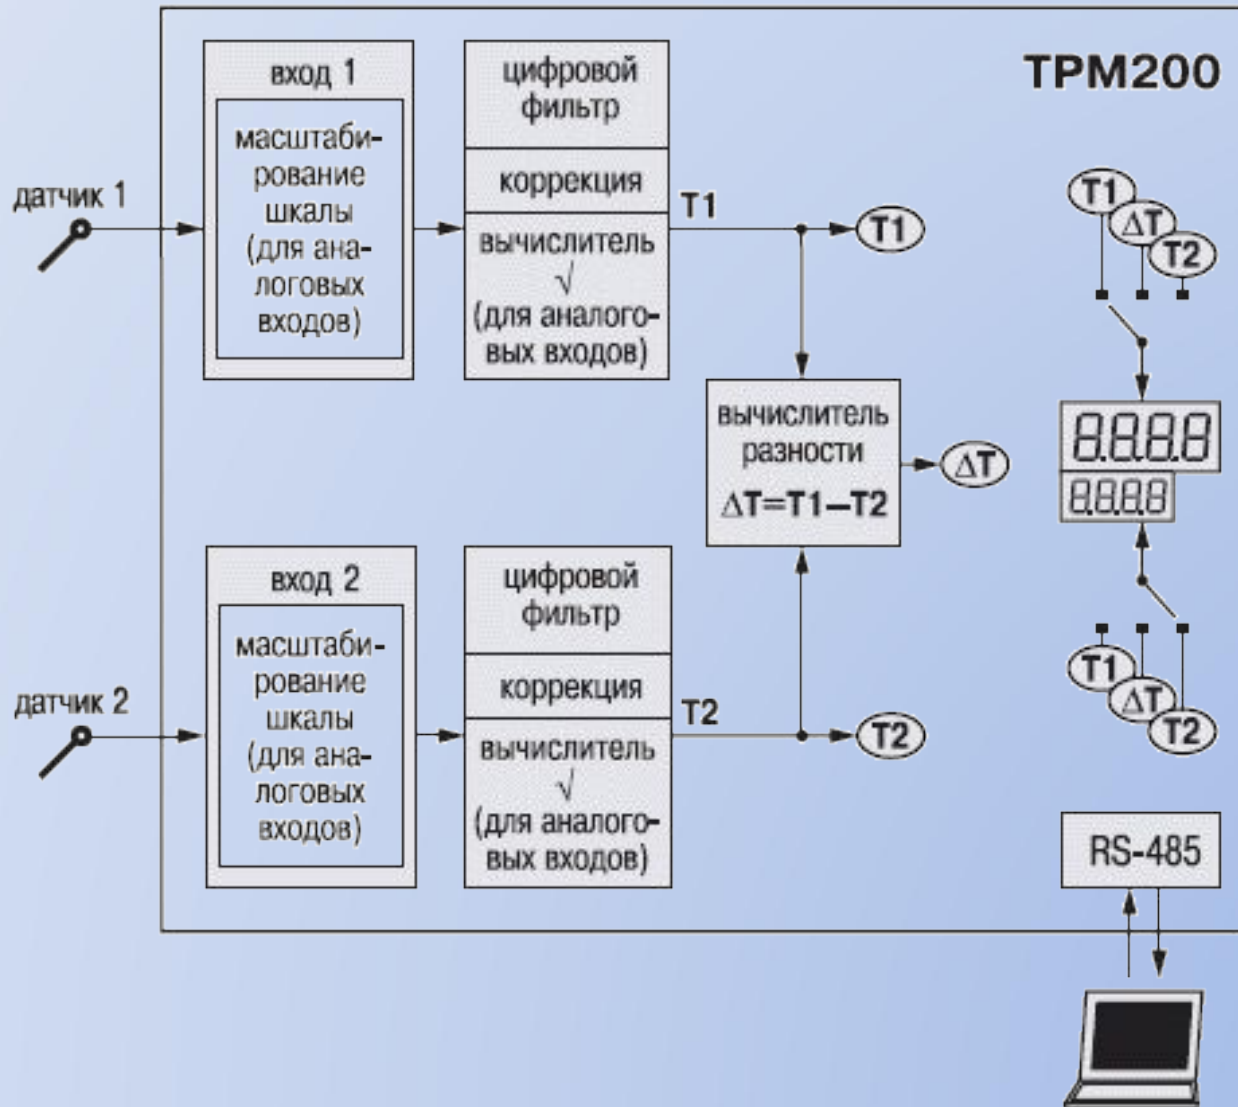 ТРМ200
вход 1
масштаби-
рование
шкалы
(для ана-
логовых
входов)
цифровой
фильтр
коррекция
вычислитель
√
(для аналого-
вых входов)
датчик 1
Т1
Т1
вычислитель
разности
ΔТ=Т1–Т2
ΔТ
вход 2
масштаби-
рование
шкалы
(для ана-
логовых
входов)
цифровой
фильтр
коррекция
вычислитель
√
(для аналого-
вых входов)
датчик 2
Т2
Т2
Т1
ΔТ
Т2
8.8.8.8
8.8.8.8
Т1
ΔТ
Т2
RS-485